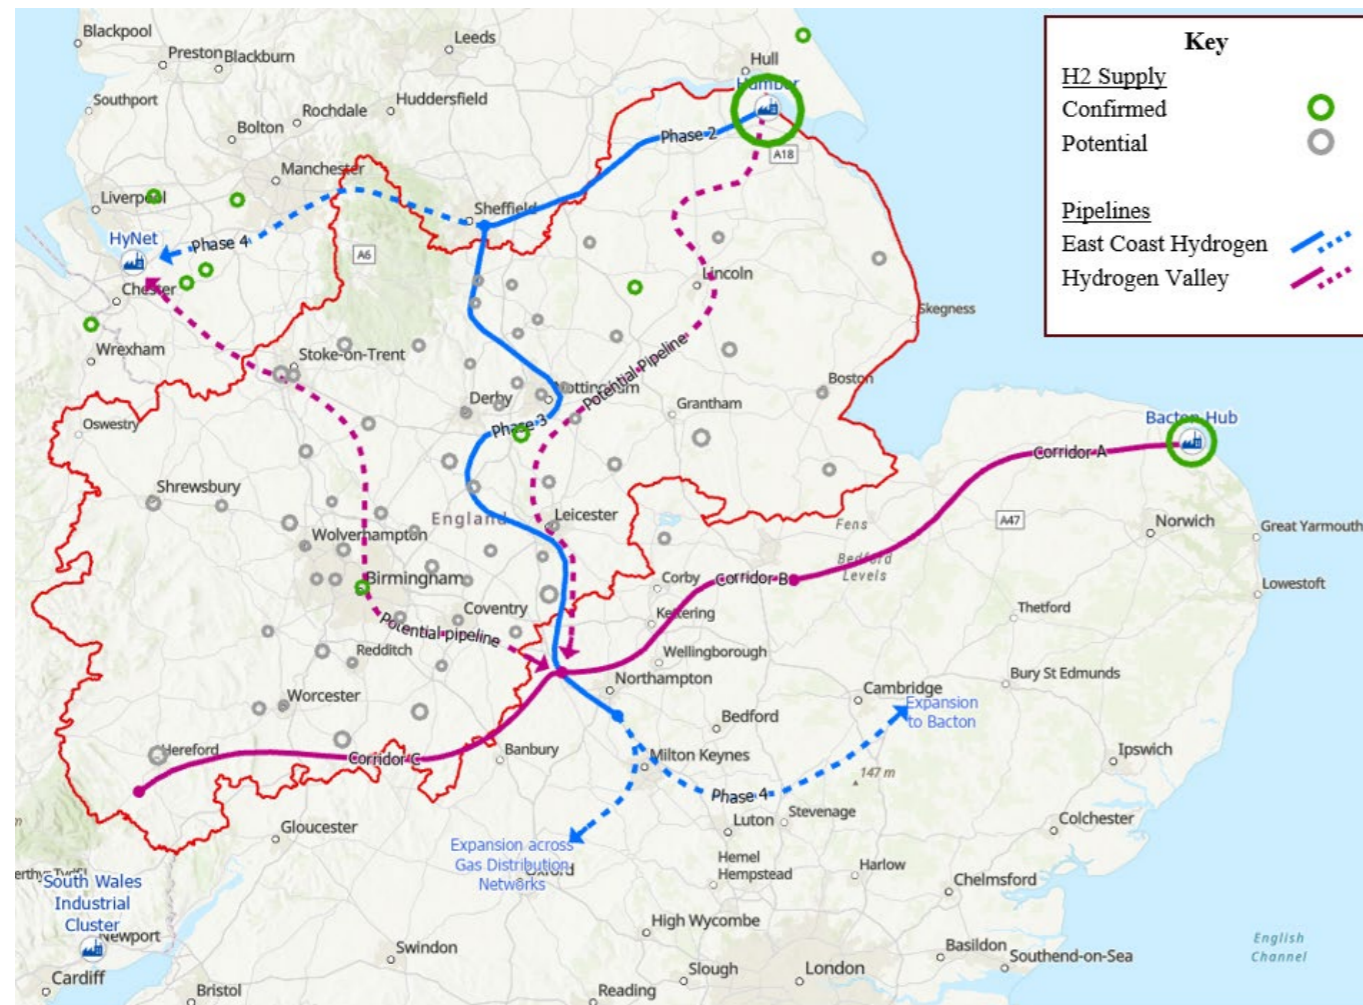 Blackpool
Preston
Blackburn
Leeds
Hull
Humber
Southport
Rochdale
Huddersfield
Bolton
Phase 2
A18
Manchester
Liverpool
Sheffield
HyNet
Phase 4
A6
Chester
Lincoln
Skegness
Wrexham
Stoke-on-Trent
Potential Pipeline
Nottingham
Derby
Boston
Grantham
Phase 3
Oswestry
Bacton Hub
Corridor A
Shrewsbury
England
Leicester
Wolverhampton
Fens
A47
Norwich
Great Yarmouth
Bedford
Levels
Birmingham
Corby
Corridor B
Lowestoft
Coventry
Kettering
Thetford
Potential pipeline
Redditch
Wellingborough
Northampton
Bury St Edmunds
Worcester
Cambridge
Expansion
to Bacton
Bedford
Hereford
Corridor C
Banbury
Milton Keynes
Ipswich
147 m
Phase 4
Stevenage
Luton
Colchester
Gloucester
Expansion across
Gas Distribution
Networks
Oxford
Hemel
Hempstead
Harlow
Chelmsford
South Wales
Industrial
Cluster
Newport
High Wycombe
Swindon
Basildon
Southend-on-Sea
English
Channel
Cardiff
Bristol
Reading
Slough
London
Key
H2 Supply
Confirmed
Potential
Pipelines
East Coast Hydrogen
Hydrogen Valley